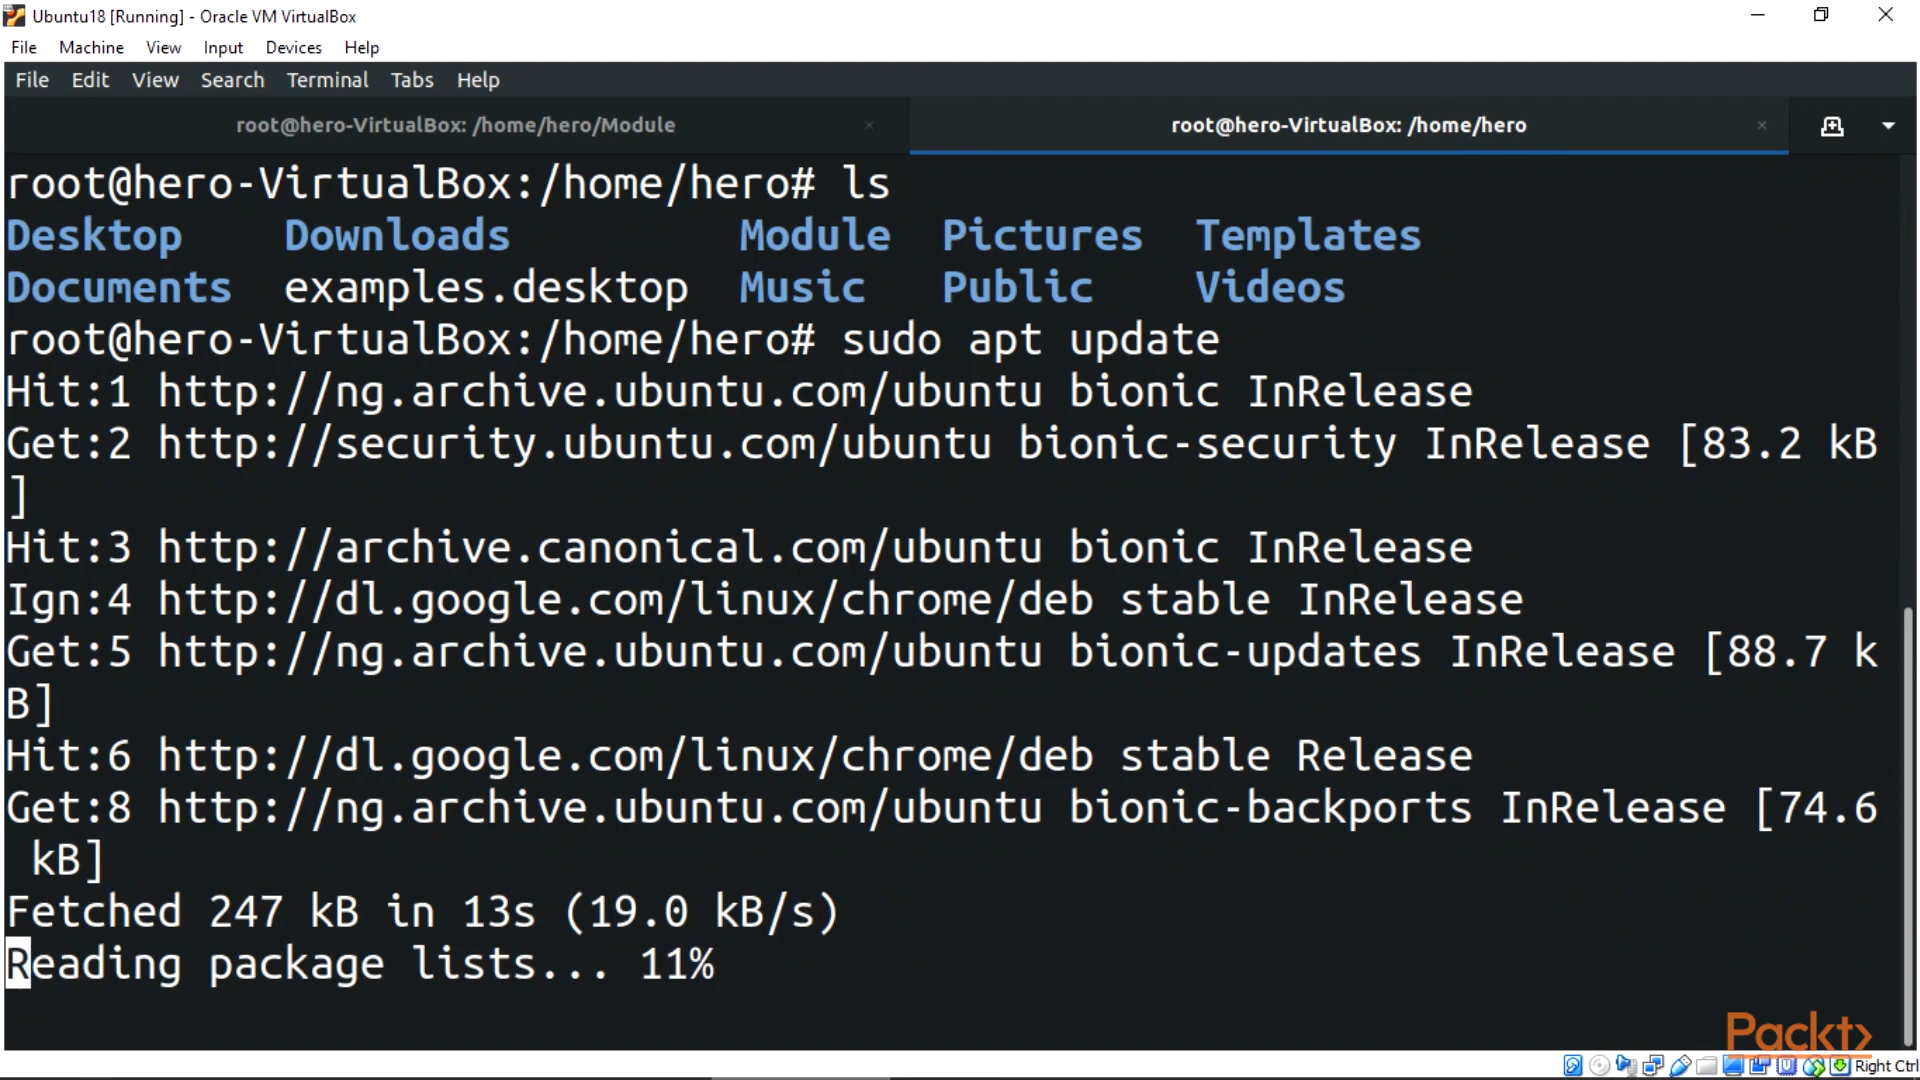 Ubuntu18 [Running] - Oracle VM VirtualBox
File Machine View Input Devices Help
File Edit View Search Terminal Tabs Help
root@hero-VirtualBox: /home/hero/Module × root@hero-VirtualBox: /home/hero ×
root@hero-VirtualBox:/home/hero# ls
Desktop Downloads Module Pictures Templates
Documents examples.desktop Music Public Videos
root@hero-VirtualBox:/home/hero# sudo apt update
Hit:1 http://ng.archive.ubuntu.com/ubuntu bionic InRelease
Get:2 http://security.ubuntu.com/ubuntu bionic-security InRelease [83.2 kB
]
Hit:3 http://archive.canonical.com/ubuntu bionic InRelease
Ign:4 http://dl.google.com/linux/chrome/deb stable InRelease
Get:5 http://ng.archive.ubuntu.com/ubuntu bionic-updates InRelease [88.7 k
B]
Hit:6 http://dl.google.com/linux/chrome/deb stable Release
Get:8 http://ng.archive.ubuntu.com/ubuntu bionic-backports InRelease [74.6
 kB]
Fetched 247 kB in 13s (19.0 kB/s)
Reading package lists... 11%
Packt>
Right Ctrl